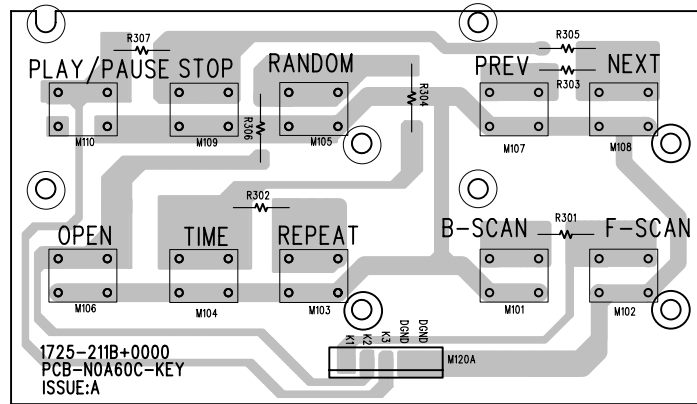 R307
R305
PLAY/PAUSE STOP RANDOM PREV NEXT
R303
R304
R306
M110 M109 M105 M107 M108
R302
R301
OPEN TIME REPEAT B-SCAN F-SCAN
M106 M104 M103 M101 M102
K1 K2 K3 DGND DGND
M120A
1725-211B+0000
PCB-N0A60C-KEY
ISSUE:A